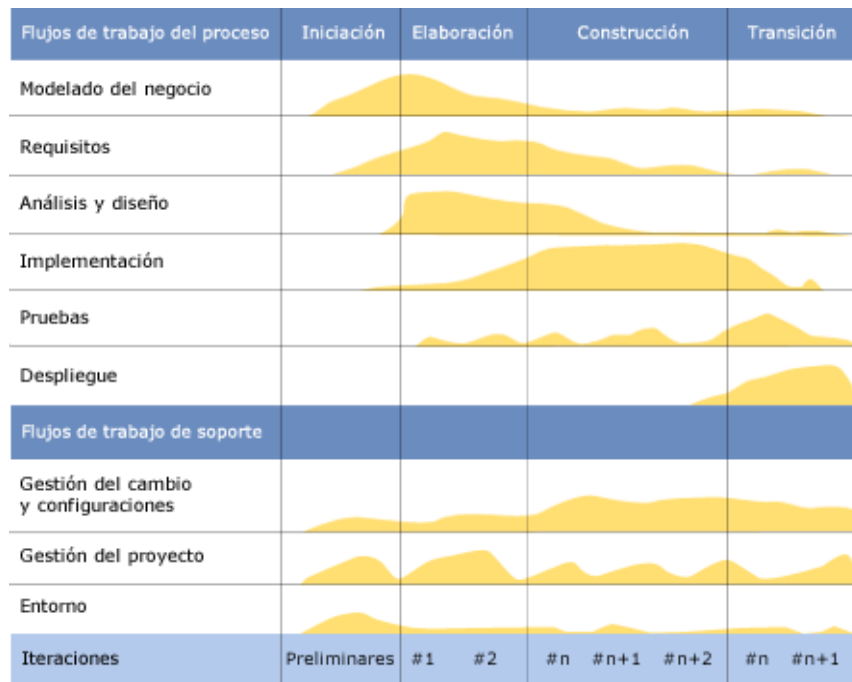 Flujos de trabajo del proceso Iniciación Elaboración Construcción Transición
Modelado del negocio
Requisitos
Análisis y diseño
Implementación
Pruebas
Despliegue
Flujos de trabajo de soporte
Gestión del cambio
y configuraciones
Gestión del proyecto
Entorno
Iteraciones Preliminares #1 #2 #n #n+1 #n+2 #n #n+1